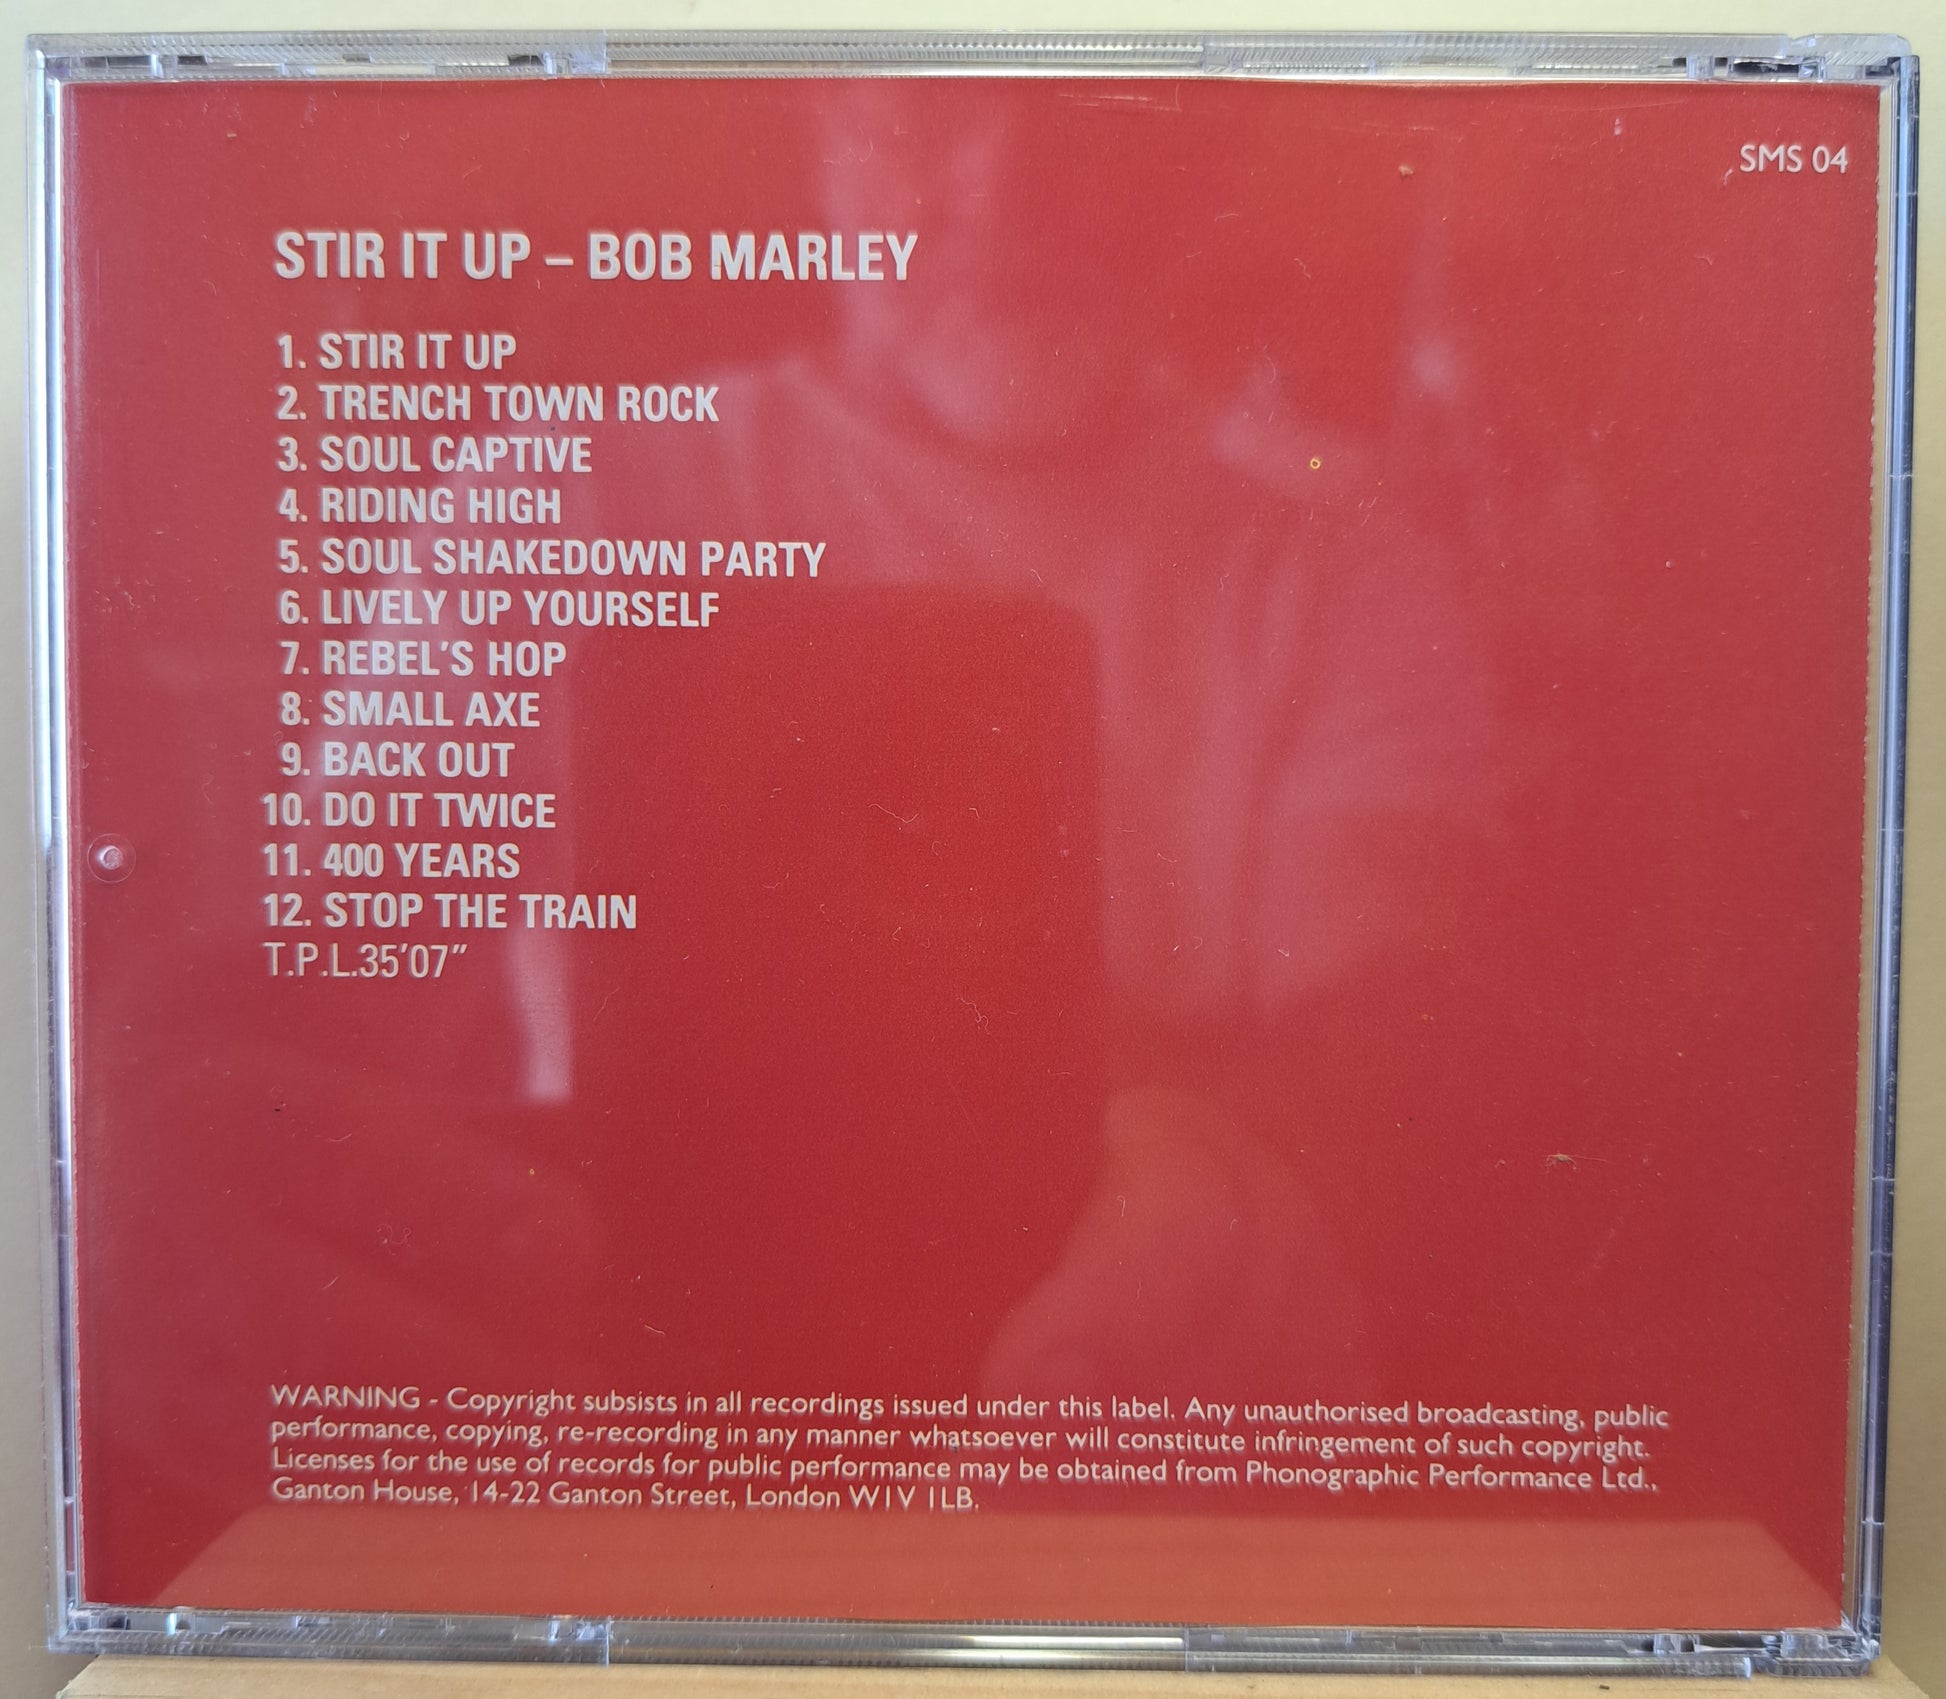 SMS 04
STIR IT UP – BOB MARLEY
1. STIR IT UP
2. TRENCH TOWN ROCK
3. SOUL CAPTIVE
4. RIDING HIGH
5. SOUL SHAKEDOWN PARTY
6. LIVELY UP YOURSELF
7. REBEL'S HOP
8. SMALL AXE
9. BACK OUT
10. DO IT TWICE
11. 400 YEARS
12. STOP THE TRAIN
T.P.L.35'07"
WARNING - Copyright subsists in all recordings issued under this label. Any unauthorised broadcasting, public
performance, copying, re-recording in any manner whatsoever will constitute infringement of such copyright.
Licenses for the use of records for public performance may be obtained from Phonographic Performance Ltd.,
Ganton House, 14-22 Ganton Street, London W1V 1LB.